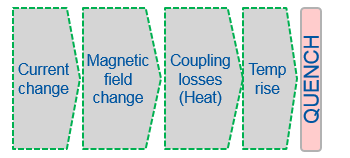 Current
change
Magnetic
field
change
Coupling
losses
(Heat)
Temp
rise
QUENCH